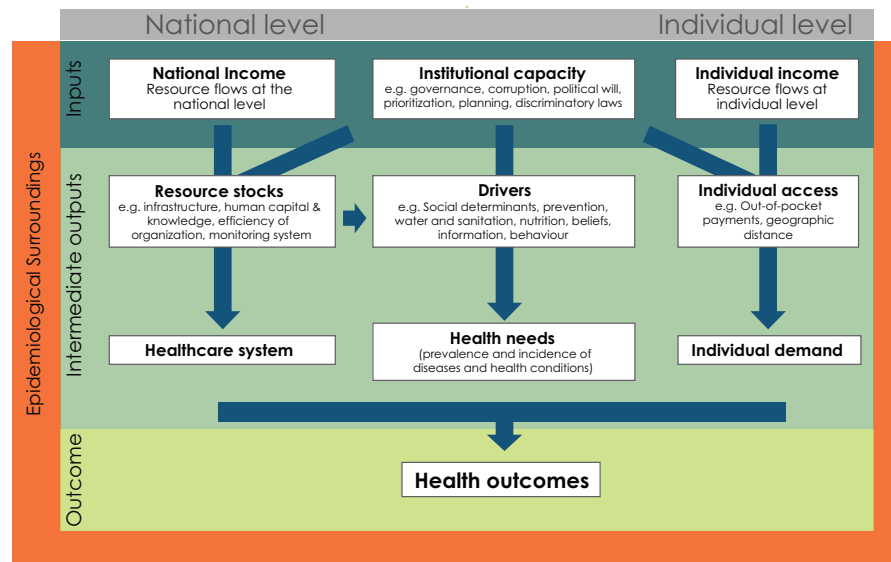 National level
Individual level
Epidemiological Surroundings
Inputs
National Income
Resource flows at the
national level
Institutional capacity
e.g. governance, corruption, political will,
prioritization, planning, discriminatory laws
Individual income
Resource flows at
individual level
Intermediate outputs
Resource stocks
e.g. infrastructure, human capital &
knowledge, efficiency of
organization, monitoring system
Drivers
e.g. Social determinants, prevention,
water and sanitation, nutrition, beliefs,
information, behaviour
Individual access
e.g. Out-of-pocket
payments, geographic
distance
Healthcare system
Health needs
(prevalence and incidence of
diseases and health conditions)
Individual demand
Outcome
Health outcomes